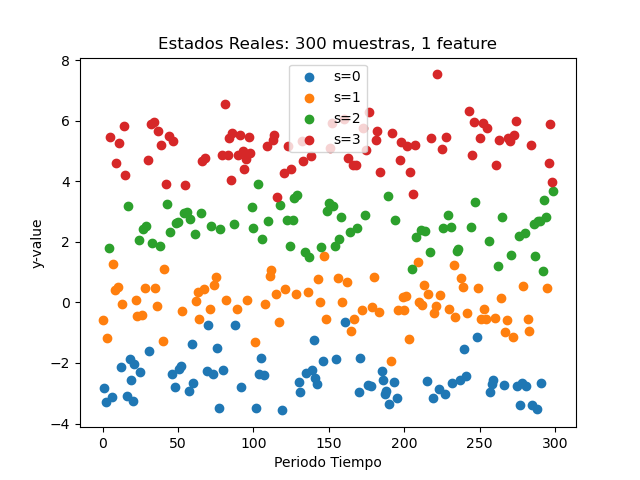 Estados Reales: 300 muestras, 1 feature
s=0
s=1
s=2
s=3
y-value
8
6
4
2
0
−2
−4
0 50 100 150 200 250 300
Periodo Tiempo